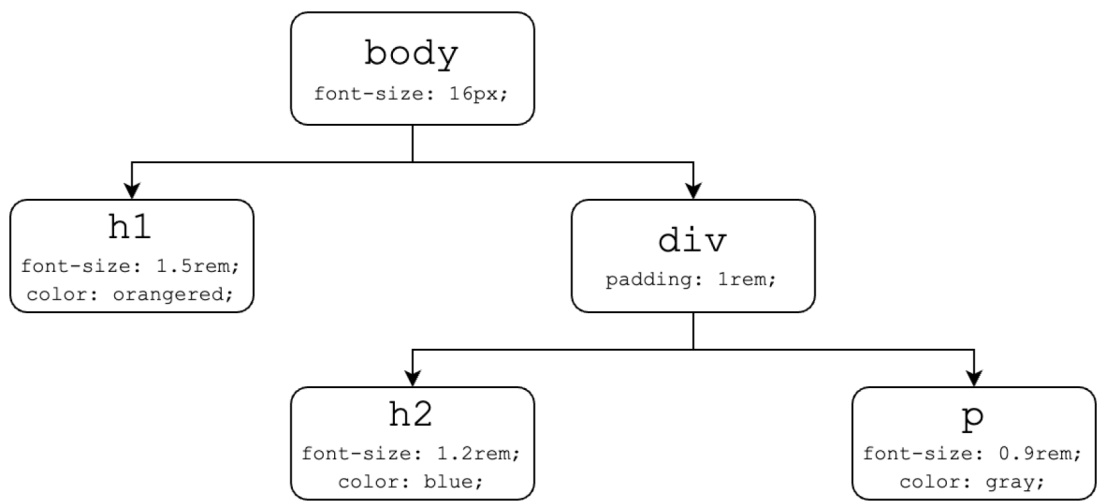 body
font-size: 16px;
h1
font-size: 1.5rem;
color: orangered;
div
padding: 1rem;
h2
font-size: 1.2rem;
color: blue;
p
font-size: 0.9rem;
color: gray;